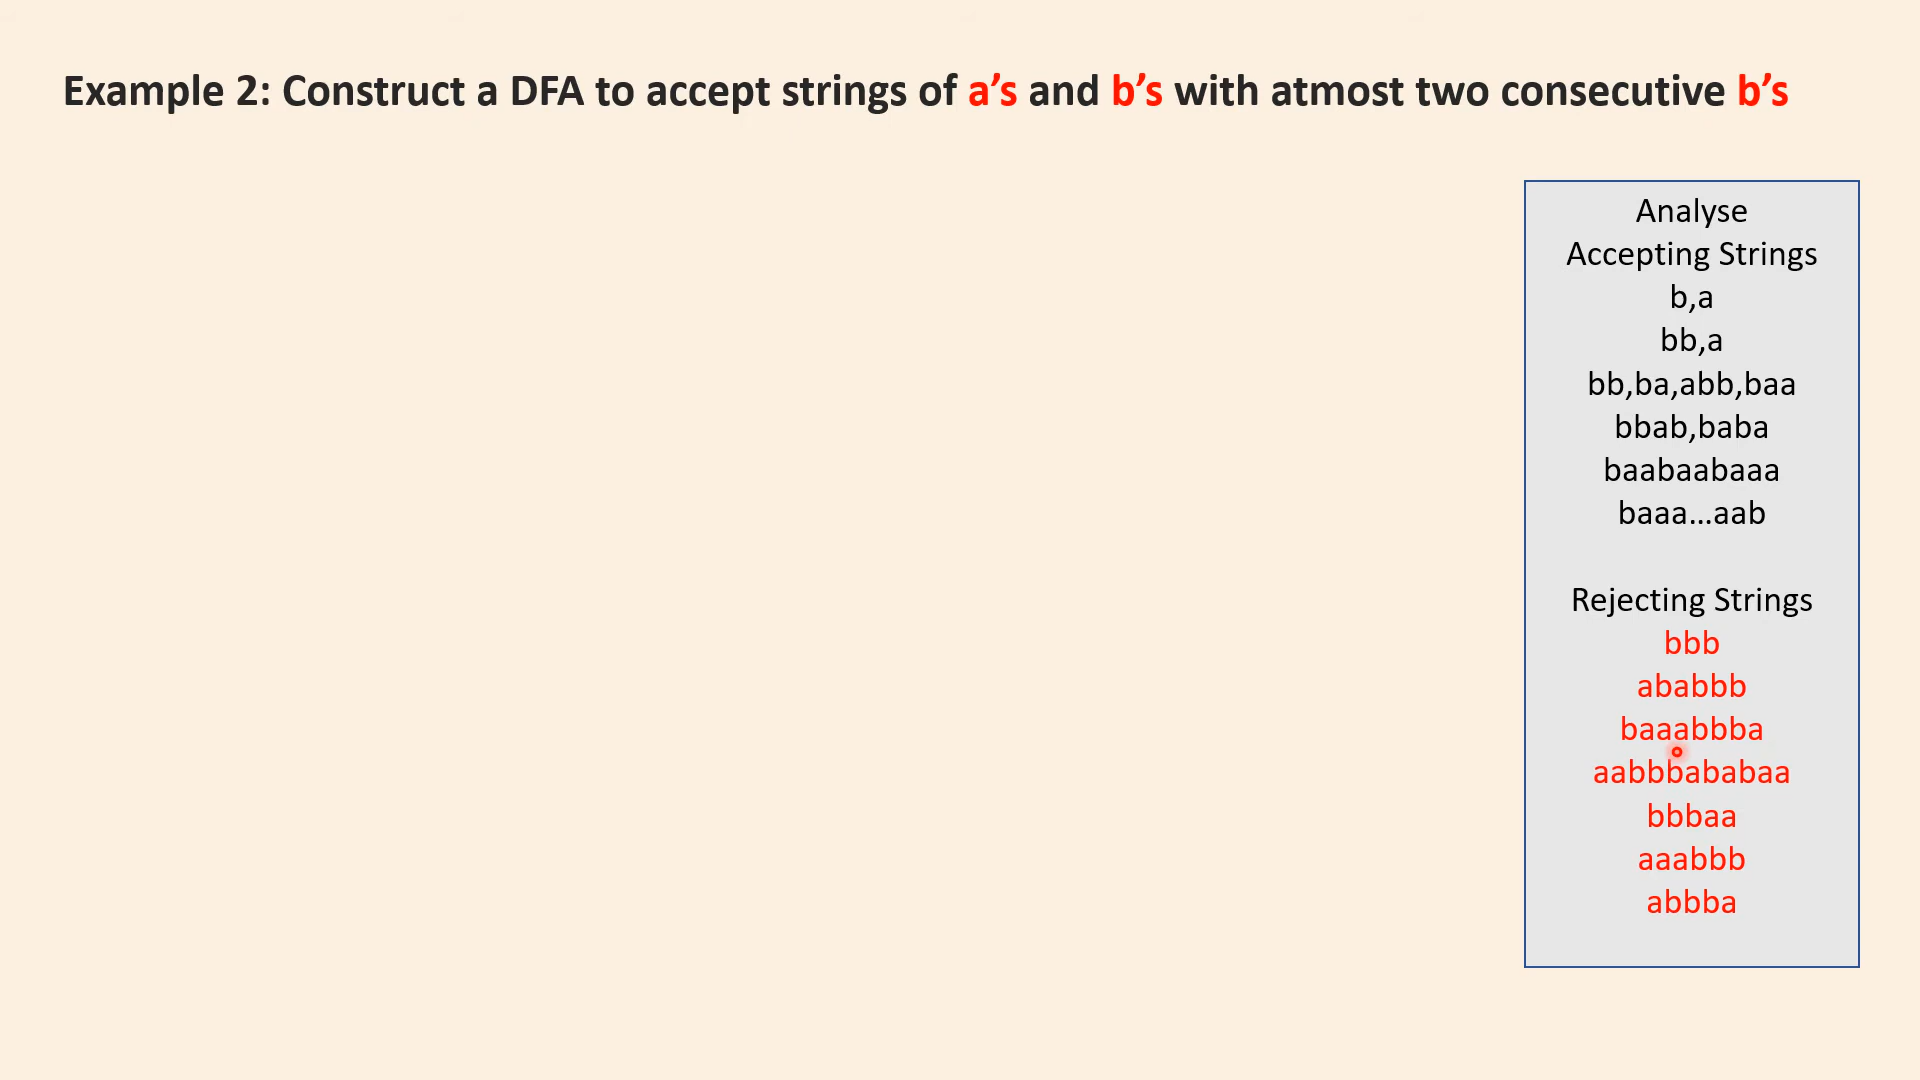 Example 2: Construct a DFA to accept strings of a’s and b’s with atmost two consecutive b’s
Analyse
Accepting Strings
b,a
bb,a
bb,ba,abb,baa
bbab,baba
baabaabaaa
baaa...aab
Rejecting Strings
bbb
ababbb
baaabbba
aabbbababaa
bbbaa
aaabbb
abbba